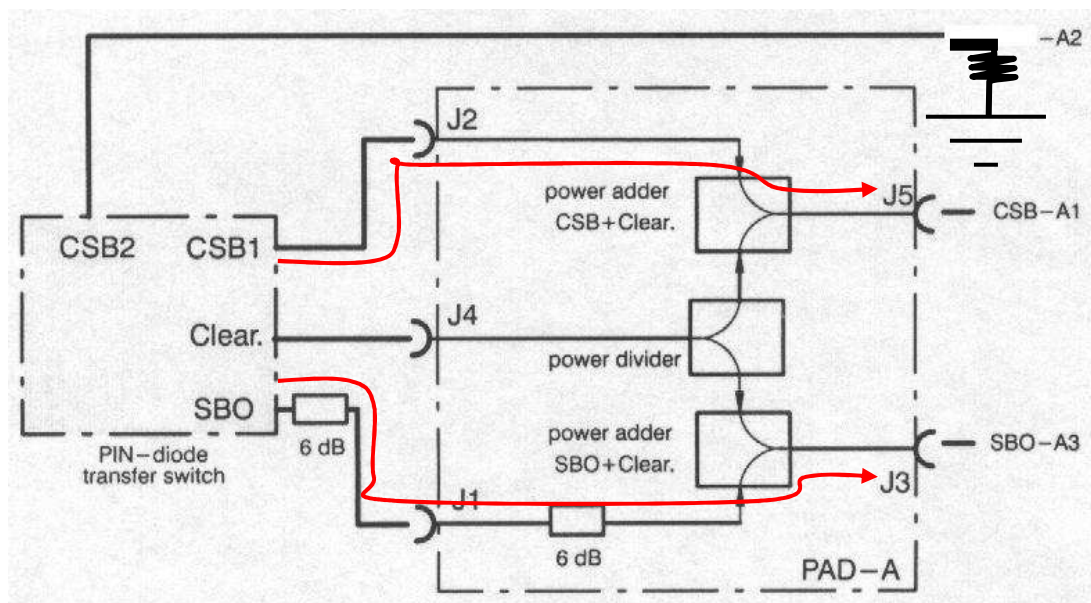 -A2
J2
power adder
CSB+Clear.
J5
CSB-A1
CSB2
CSB1
Clear.
J4
power divider
SBO
6 dB
PIN-diode
transfer switch
power adder
SBO+Clear.
SBO-A3
J3
J1
6 dB
PAD-A